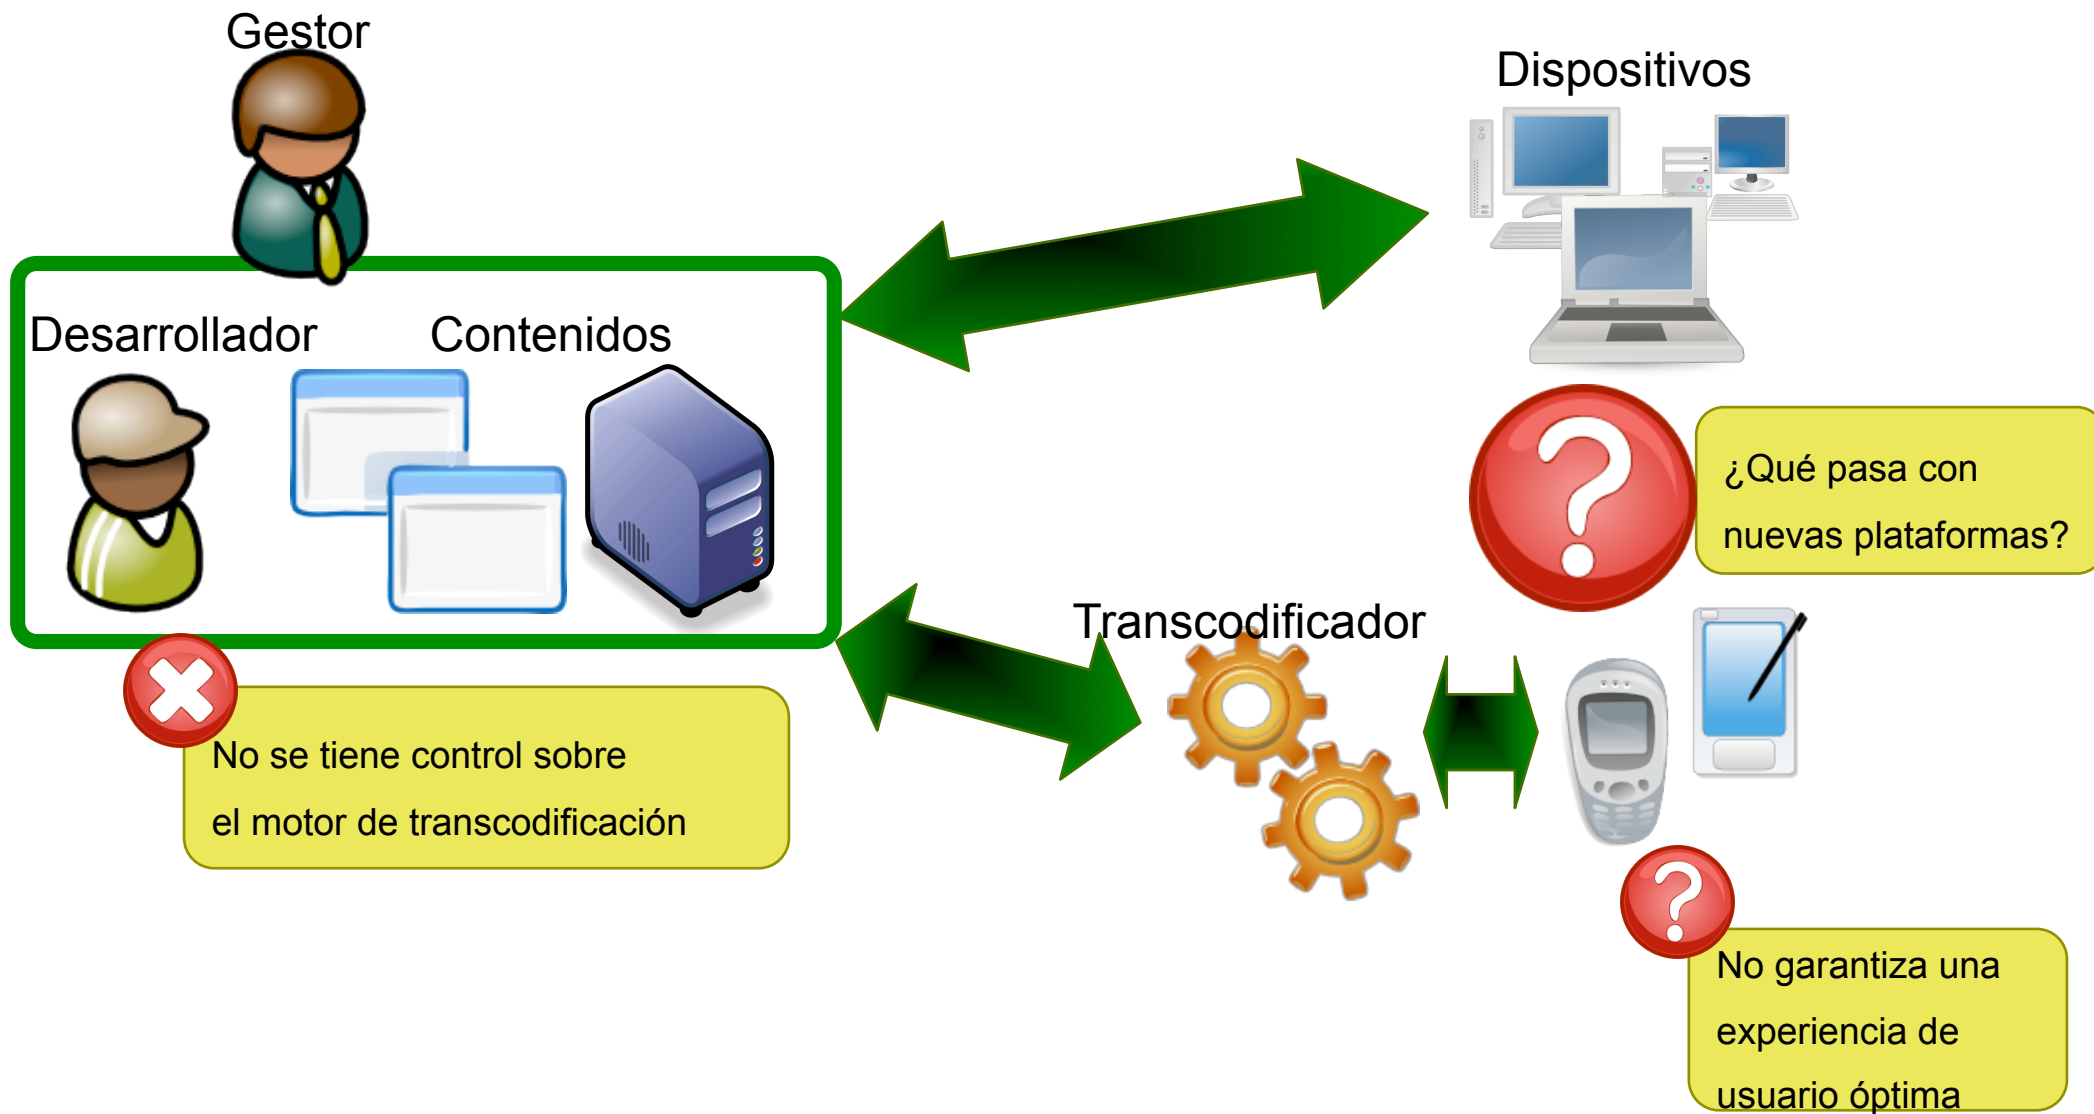 Gestor
Dispositivos
Desarrollador
Contenidos
¿Qué pasa con
nuevas plataformas?
Transcodificador
No se tiene control sobre
el motor de transcodificación
No garantiza una
experiencia de
usuario óptima